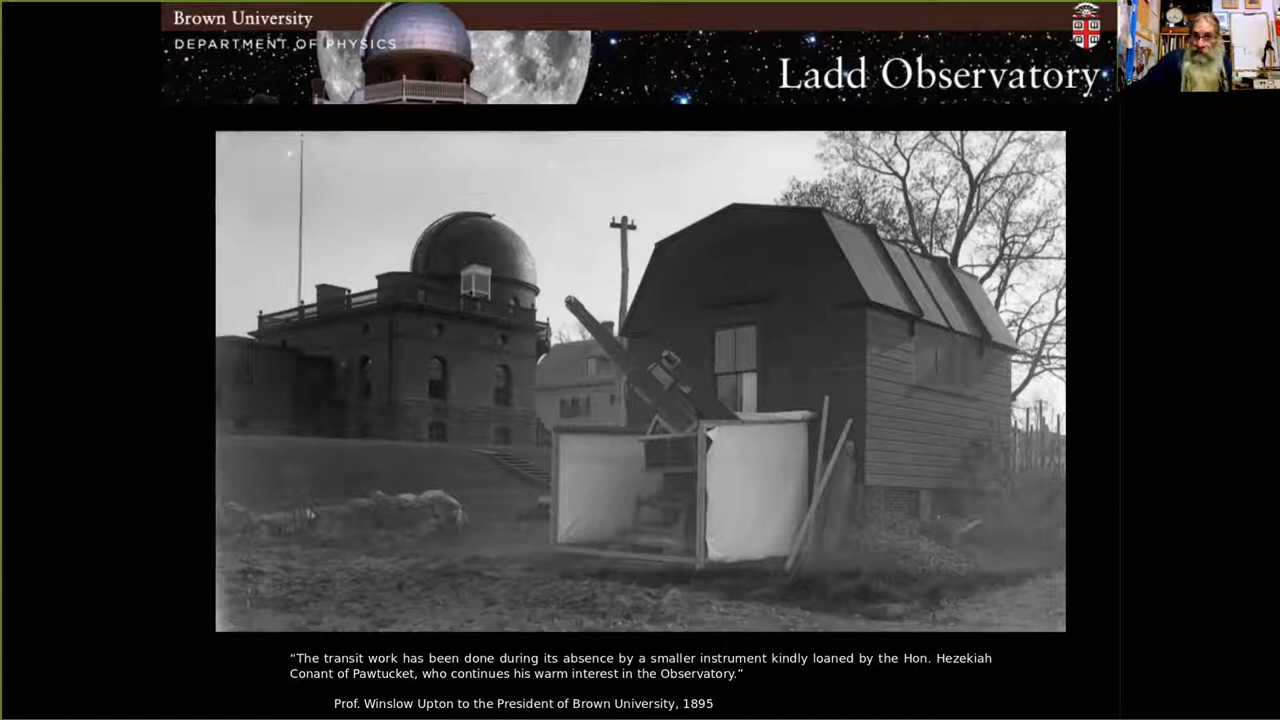 Brown University
DEPARTMENT OF PHYSICS
Ladd Observatory
“The transit work has been done during its absence by a smaller instrument kindly loaned by the Hon. Hezekiah
Conant of Pawtucket, who continues his warm interest in the Observatory.”
Prof. Winslow Upton to the President of Brown University, 1895